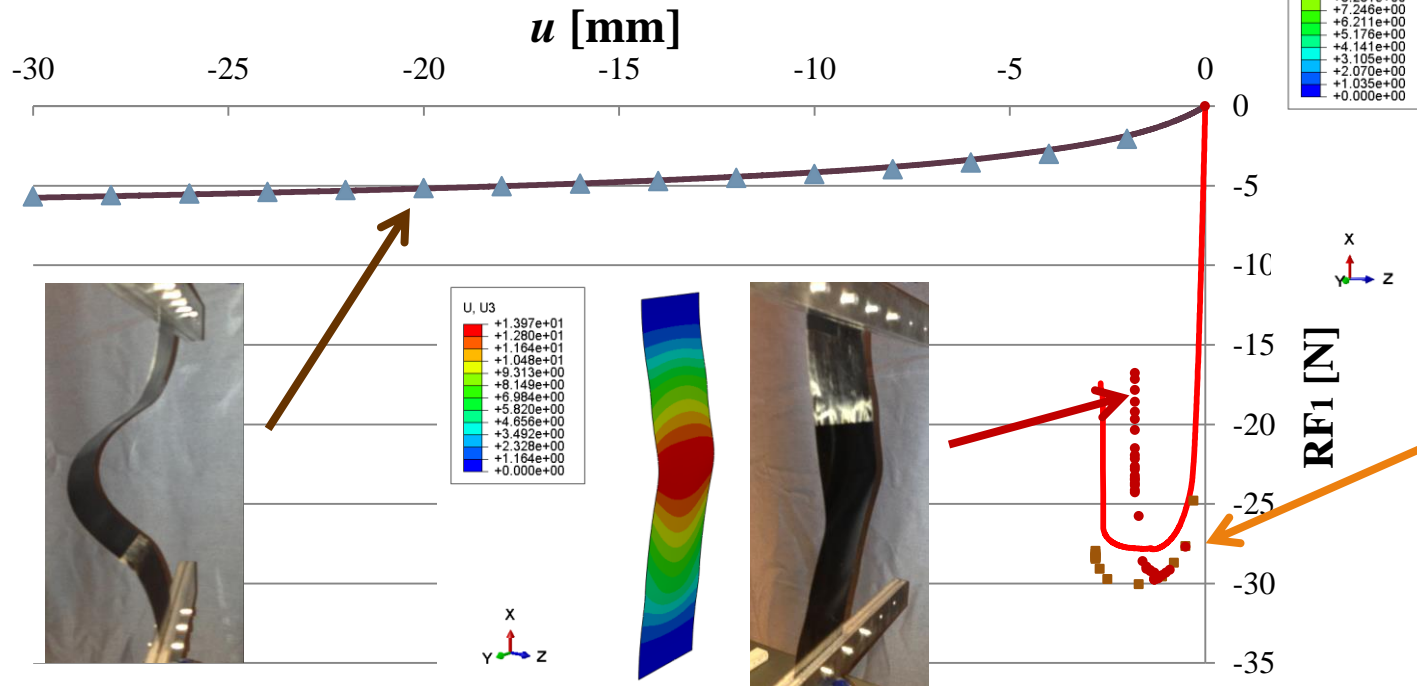 u [mm]
-30 -25 -20 -15 -10 -5 0
+7.246e+00
+6.211e+00
+5.176e+00
+4.141e+00
+3.105e+00
+2.070e+00
+1.035e+00
+0.000e+00
0
-5
-10
-15
-20
-25
-30
-35
RF1 [N]
X
Y Z
U, U3
+1.397e+01
+1.280e+01
+1.164e+01
+1.048e+01
+9.313e+00
+8.149e+00
+6.984e+00
+5.820e+00
+4.656e+00
+3.492e+00
+2.328e+00
+1.164e+00
+0.000e+00
X
Y Z